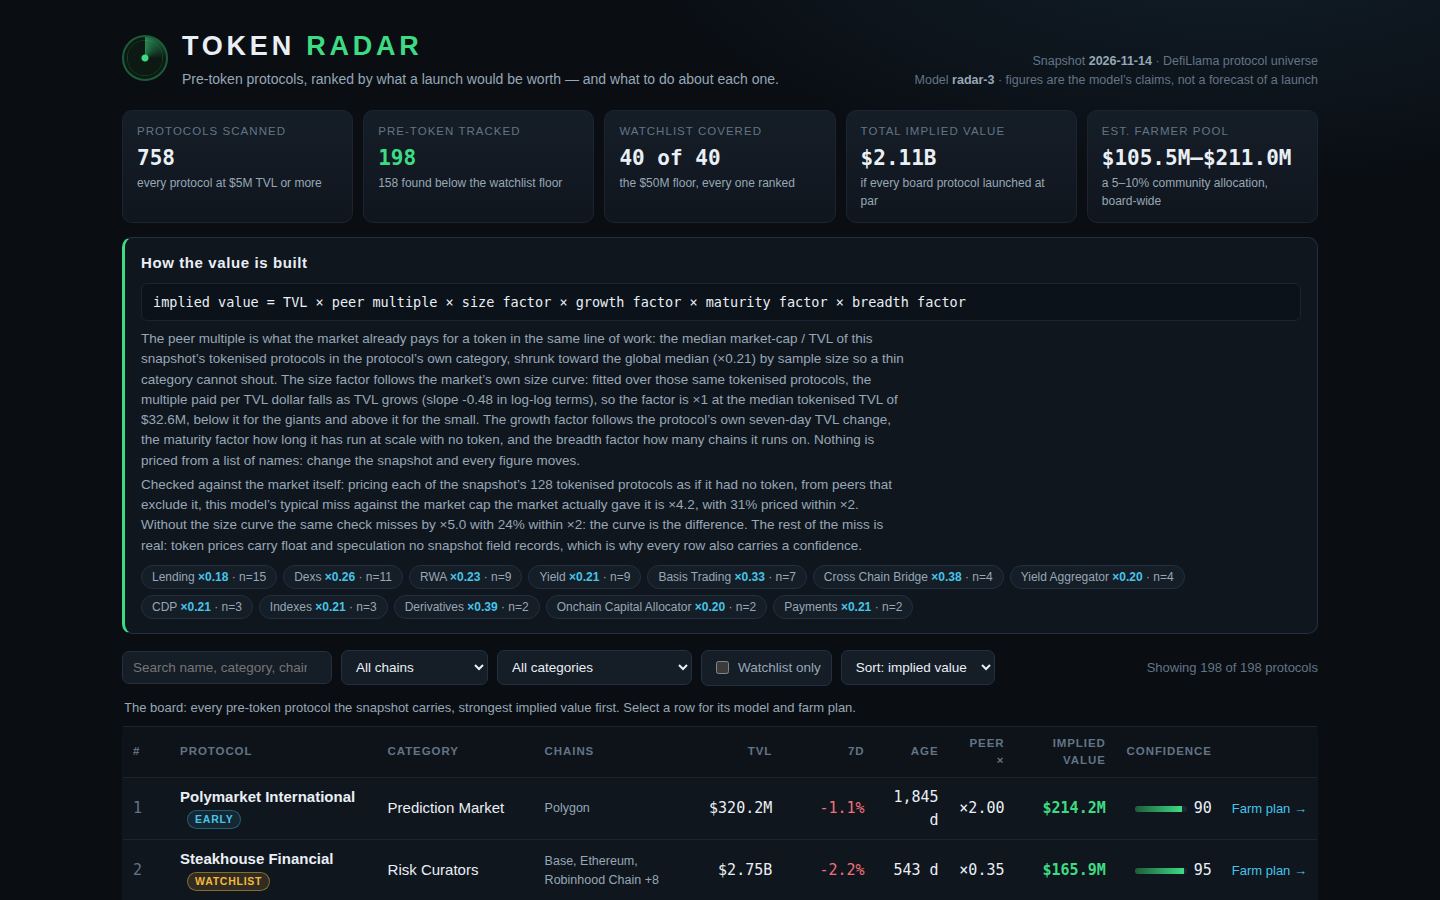 TOKEN RADAR
Pre-token protocols, ranked by what a launch would be worth — and what to do about each one.
Snapshot 2026-11-14 · DefiLlama protocol universe
Model radar-3 · figures are the model's claims, not a forecast of a launch
PROTOCOLS SCANNED
758
every protocol at $5M TVL or more
PRE-TOKEN TRACKED
198
158 found below the watchlist floor
WATCHLIST COVERED
40 of 40
the $50M floor, every one ranked
TOTAL IMPLIED VALUE
$2.11B
if every board protocol launched at
par
EST. FARMER POOL
$105.5M–$211.0M
a 5–10% community allocation,
board-wide
How the value is built
implied value = TVL × peer multiple × size factor × growth factor × maturity factor × breadth factor
The peer multiple is what the market already pays for a token in the same line of work: the median market-cap / TVL of this
snapshot's tokenised protocols in the protocol's own category, shrunk toward the global median (×0.21) by sample size so a thin
category cannot shout. The size factor follows the market's own size curve: fitted over those same tokenised protocols, the
multiple paid per TVL dollar falls as TVL grows (slope -0.48 in log-log terms), so the factor is ×1 at the median tokenised TVL of
$32.6M, below it for the giants and above it for the small. The growth factor follows the protocol's own seven-day TVL change,
the maturity factor how long it has run at scale with no token, and the breadth factor how many chains it runs on. Nothing is
priced from a list of names: change the snapshot and every figure moves.
Checked against the market itself: pricing each of the snapshot's 128 tokenised protocols as if it had no token, from peers that
exclude it, this model's typical miss against the market cap the market actually gave it is ×4.2, with 31% priced within ×2.
Without the size curve the same check misses by ×5.0 with 24% within ×2: the curve is the difference. The rest of the miss is
real: token prices carry float and speculation no snapshot field records, which is why every row also carries a confidence.
Lending ×0.18 · n=15
Dexs ×0.26 · n=11
RWA ×0.23 · n=9
Yield ×0.21 · n=9
Basis Trading ×0.33 · n=7
Cross Chain Bridge ×0.38 · n=4
Yield Aggregator ×0.20 · n=4
CDP ×0.21 · n=3
Indexes ×0.21 · n=3
Derivatives ×0.39 · n=2
Onchain Capital Allocator ×0.20 · n=2
Payments ×0.21 · n=2
Search name, category, chain
All chains
All categories
Watchlist only
Sort: implied value
Showing 198 of 198 protocols
The board: every pre-token protocol the snapshot carries, strongest implied value first. Select a row for its model and farm plan.
# PROTOCOL CATEGORY CHAINS TVL 7D AGE PEER × IMPLIED VALUE CONFIDENCE
1 Polymarket International EARLY Prediction Market Polygon $320.2M -1.1% 1,845 d ×2.00 $214.2M 90 Farm plan →
2 Steakhouse Financial WATCHLIST Risk Curators Base, Ethereum, Robinhood Chain +8 $2.75B -2.2% 543 d ×0.35 $165.9M 95 Farm plan →